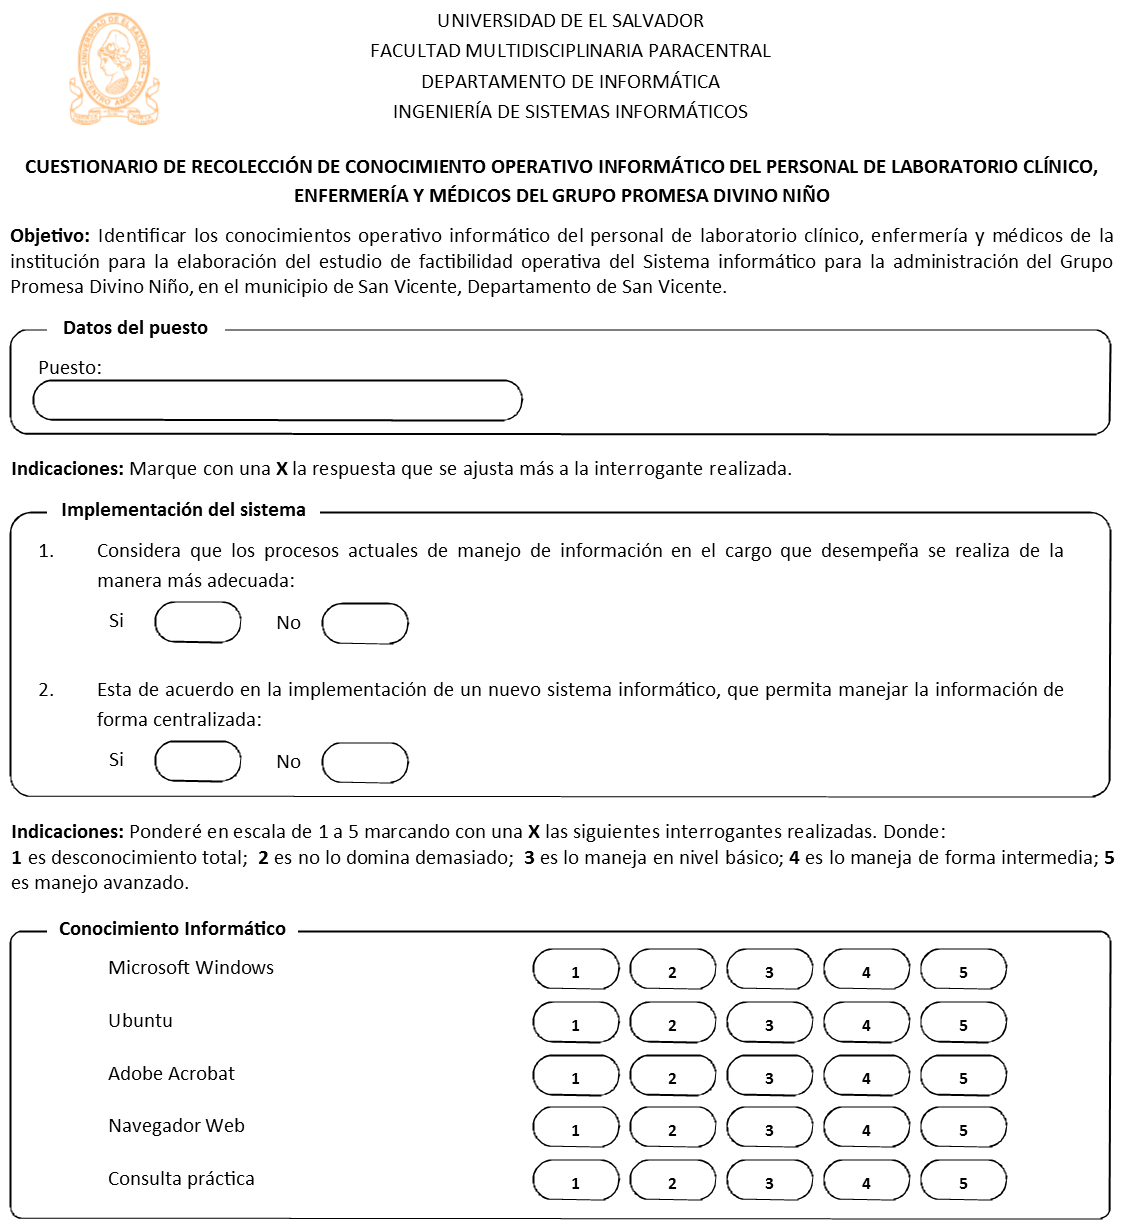 UNIVERSIDAD DE EL SALVADOR
FACULTAD MULTIDISCIPLINARIA PARACENTRAL
DEPARTAMENTO DE INFORMÁTICA
INGENIERÍA DE SISTEMAS INFORMÁTICOS
UNIVERSIDAD DE EL SALVADOR
CENTRO AMÉRICA
CUESTIONARIO DE RECOLECCIÓN DE CONOCIMIENTO OPERATIVO INFORMÁTICO DEL PERSONAL DE LABORATORIO CLÍNICO,
ENFERMERÍA Y MÉDICOS DEL GRUPO PROMESA DIVINO NIÑO
Objetivo: Identificar los conocimientos operativo informático del personal de laboratorio clínico, enfermería y médicos de la
institución para la elaboración del estudio de factibilidad operativa del Sistema informático para la administración del Grupo
Promesa Divino Niño, en el municipio de San Vicente, Departamento de San Vicente.
Datos del puesto
Puesto:
Indicaciones: Marque con una X la respuesta que se ajusta más a la interrogante realizada.
Implementación del sistema
1. Considera que los procesos actuales de manejo de información en el cargo que desempeña se realiza de la
manera más adecuada:
Si No
2. Esta de acuerdo en la implementación de un nuevo sistema informático, que permita manejar la información de
forma centralizada:
Si No
Indicaciones: Ponderé en escala de 1 a 5 marcando con una X las siguientes interrogantes realizadas. Donde:
1 es desconocimiento total; 2 es no lo domina demasiado; 3 es lo maneja en nivel básico; 4 es lo maneja de forma intermedia; 5
es manejo avanzado.
Conocimiento Informático
Microsoft Windows 1 2 3 4 5
Ubuntu 1 2 3 4 5
Adobe Acrobat 1 2 3 4 5
Navegador Web 1 2 3 4 5
Consulta práctica 1 2 3 4 5